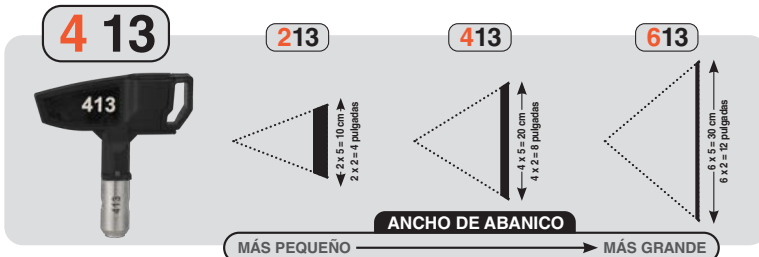 4 13
213
413
613
413
413
2 x 5 = 10 cm
2 x 2 = 4 pulgadas
4 x 5 = 20 cm
4 x 2 = 8 pulgadas
6 x 5 = 30 cm
6 x 2 = 12 pulgadas
ANCHO DE ABANICO
MÁS PEQUEÑO
MÁS GRANDE